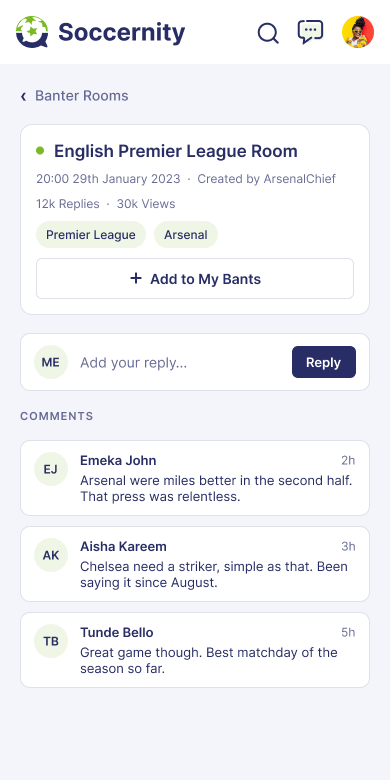 Soccernity
‹ Banter Rooms
English Premier League Room
20:00 29th January 2023 · Created by ArsenalChief
12k Replies · 30k Views
Premier League Arsenal
+ Add to My Bants
ME Add your reply... Reply
COMMENTS
EJ Emeka John 2h
Arsenal were miles better in the second half.
That press was relentless.
AK Aisha Kareem 3h
Chelsea need a striker, simple as that. Been
saying it since August.
TB Tunde Bello 5h
Great game though. Best matchday of the
season so far.